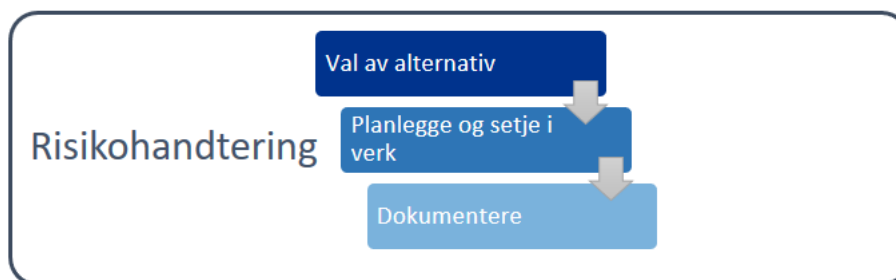 Risikohandtering
Val av alternativ
Planlegge og setje i
verk
Dokumentere